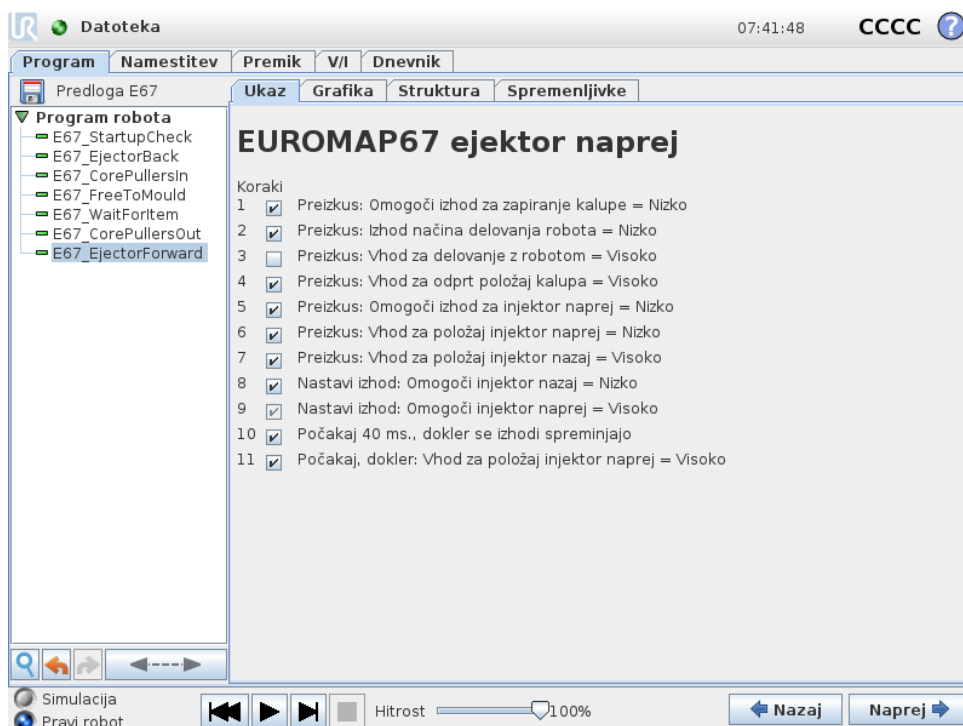 UR Datoteka 07:41:48 CCCC ?
Program Namestitev Premik V/I Dnevnik
Predloga E67
Ukaz Grafika Struktura Spremenljivke
Program robota
E67_StartupCheck
E67_EjectorBack
E67_CorePullersIn
E67_FreeToMould
E67_WaitForItem
E67_CorePullersOut
E67_EjectorForward
EUROMAP67 ejektor naprej
Koraki
1 Preizkus: Omogoči izhod za zapiranje kalupe = Nizko
2 Preizkus: Izhod načina delovanja robota = Nizko
3 Preizkus: Vhod za delovanje z robotom = Visoko
4 Preizkus: Vhod za odprt položaj kalupa = Visoko
5 Preizkus: Omogoči izhod za injektor naprej = Nizko
6 Preizkus: Vhod za položaj injektor naprej = Nizko
7 Preizkus: Vhod za položaj injektor nazaj = Visoko
8 Nastavi izhod: Omogoči injektor nazaj = Nizko
9 Nastavi izhod: Omogoči injektor naprej = Visoko
10 Počakaj 40 ms., dokler se izhodi spreminjajo
11 Počakaj, dokler: Vhod za položaj injektor naprej = Visoko
Simulacija
Pravi robot
Hitrost 100%
Nazaj Naprej